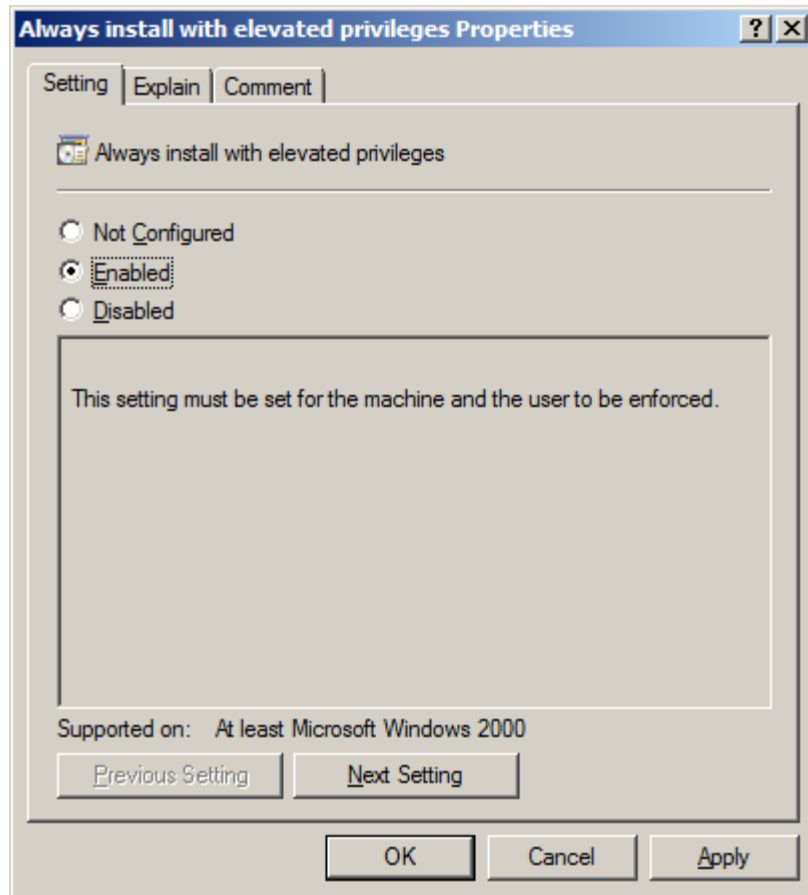 Always install with elevated privileges Properties
Setting
Explain
Comment
Always install with elevated privileges
Not Configured
Enabled
Disabled
This setting must be set for the machine and the user to be enforced.
Supported on: At least Microsoft Windows 2000
Previous Setting
Next Setting
OK
Cancel
Apply